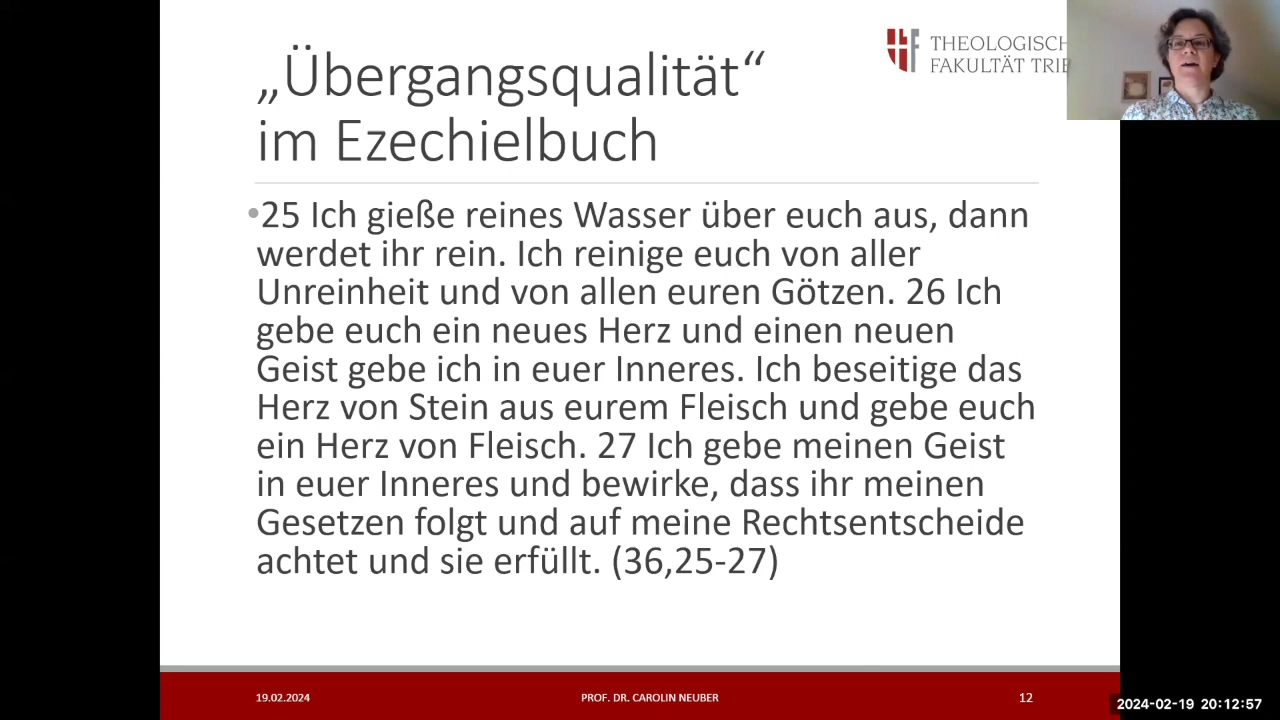 „Übergangsqualität“
im Ezechielbuch
THEOLOGISCH
FAKULTÄT TRIE
•25 Ich gieße reines Wasser über euch aus, dann
werdet ihr rein. Ich reinige euch von aller
Unreinheit und von allen euren Götzen. 26 Ich
gebe euch ein neues Herz und einen neuen
Geist gebe ich in euer Inneres. Ich beseitige das
Herz von Stein aus eurem Fleisch und gebe euch
ein Herz von Fleisch. 27 Ich gebe meinen Geist
in euer Inneres und bewirke, dass ihr meinen
Gesetzen folgt und auf meine Rechtsentscheide
achtet und sie erfüllt. (36,25-27)
19.02.2024
PROF. DR. CAROLIN NEUBER
12
2024-02-19 20:12:57